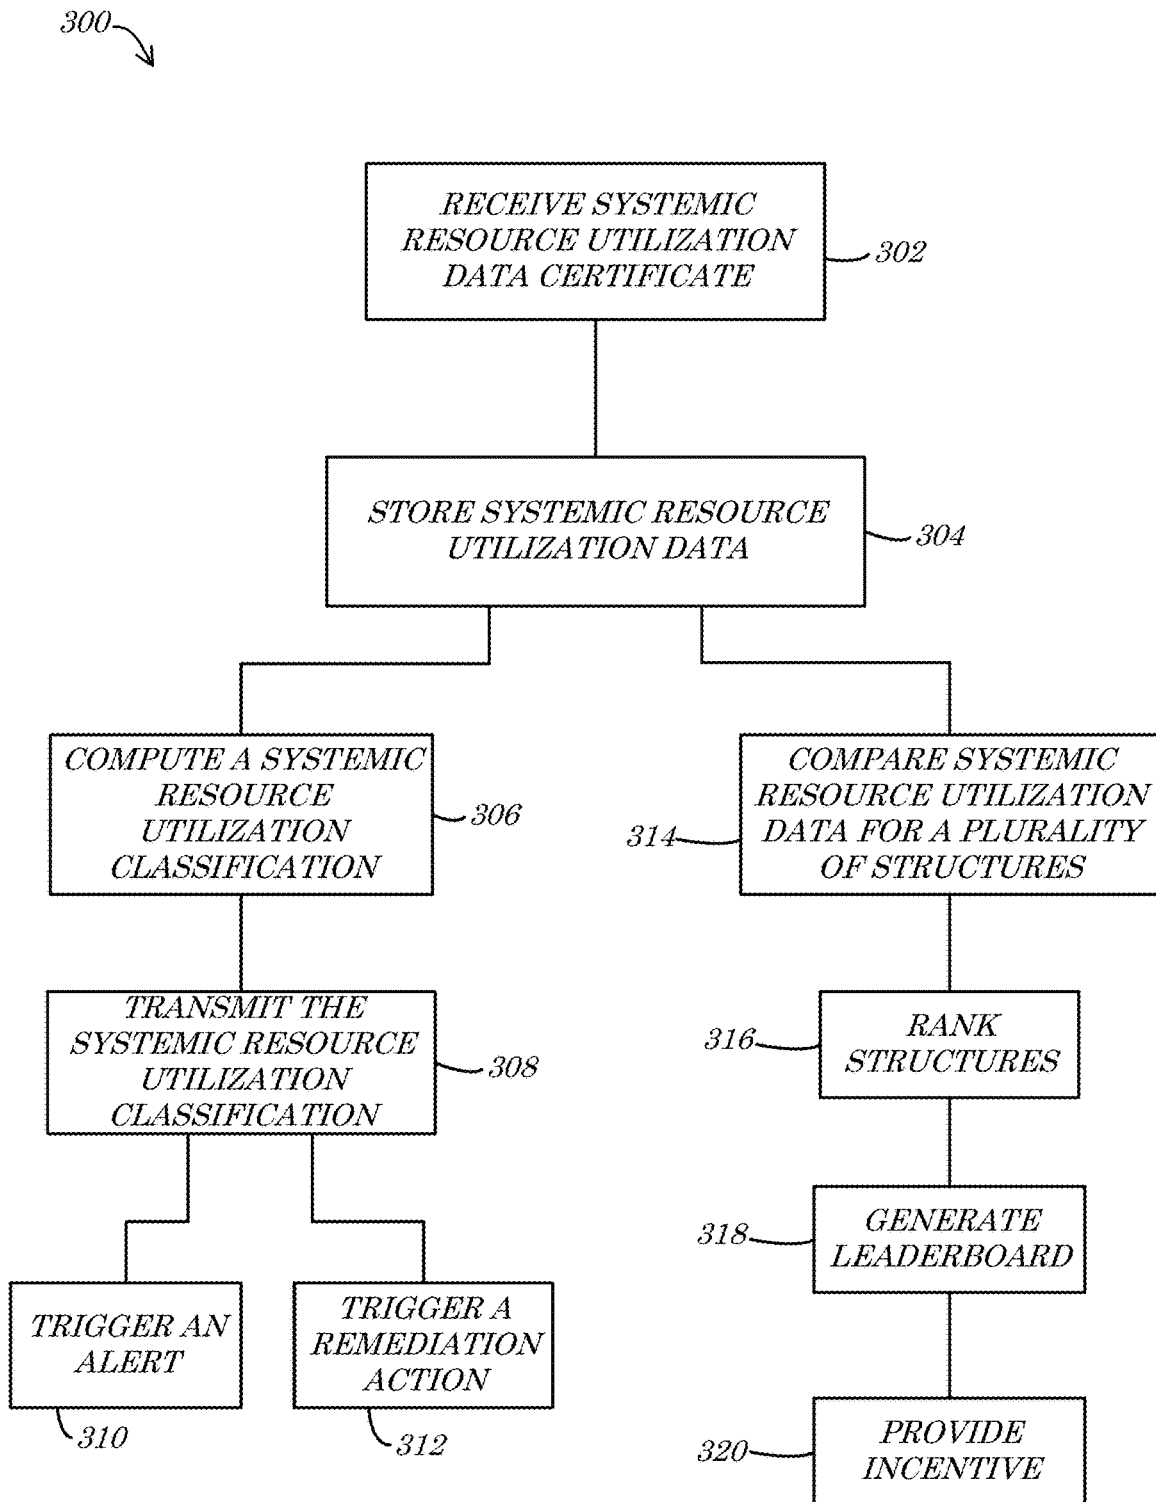 300
RECEIVE SYSTEMIC
RESOURCE UTILIZATION
DATA CERTIFICATE
302
STORE SYSTEMIC RESOURCE
UTILIZATION DATA
304
COMPUTE A SYSTEMIC
RESOURCE
UTILIZATION
CLASSIFICATION
306
TRANSMIT THE
SYSTEMIC RESOURCE
UTILIZATION
CLASSIFICATION
308
TRIGGER AN
ALERT
310
TRIGGER A
REMEDIATION
ACTION
312
COMPARE SYSTEMIC
RESOURCE UTILIZATION
DATA FOR A PLURALITY
OF STRUCTURES
314
RANK
STRUCTURES
316
GENERATE
LEADERBOARD
318
PROVIDE
INCENTIVE
320